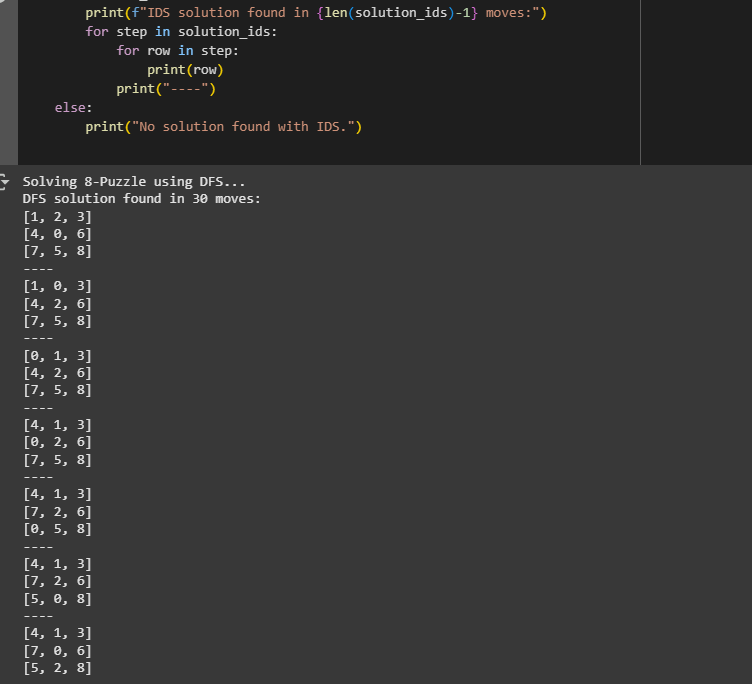 print(f"IDS solution found in {len(solution_ids)-1} moves:")
for step in solution_ids:
for row in step:
print(row)
print("----")
else:
print("No solution found with IDS.")
Solving 8-Puzzle using DFS...
DFS solution found in 30 moves:
[1, 2, 3]
[4, 0, 6]
[7, 5, 8]
----
[1, 0, 3]
[4, 2, 6]
[7, 5, 8]
----
[0, 1, 3]
[4, 2, 6]
[7, 5, 8]
----
[4, 1, 3]
[0, 2, 6]
[7, 5, 8]
----
[4, 1, 3]
[7, 2, 6]
[0, 5, 8]
----
[4, 1, 3]
[7, 2, 6]
[5, 0, 8]
----
[4, 1, 3]
[7, 0, 6]
[5, 2, 8]